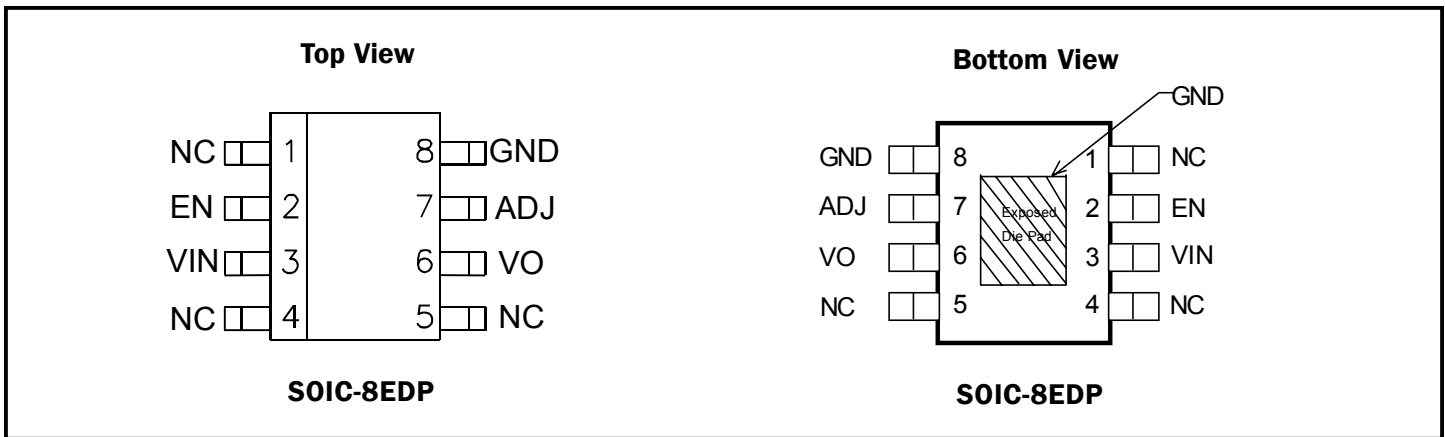 Top View
NC 1 8 GND
EN 2 7 ADJ
VIN 3 6 VO
NC 4 5 NC
SOIC-8EDP
Bottom View
GND
GND 8 1 NC
ADJ 7 2 EN
VO 6 3 VIN
NC 5 4 NC
Exposed
Die Pad
SOIC-8EDP